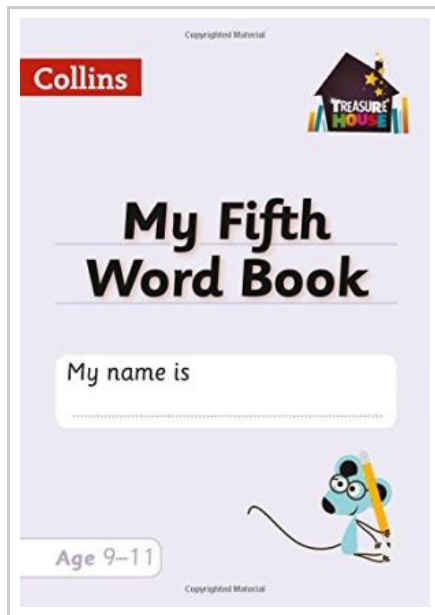 Copyrighted Material
Collins
TREASURE
HOUSE
My Fifth
Word Book
My name is
Age 9–11
Copyrighted Material